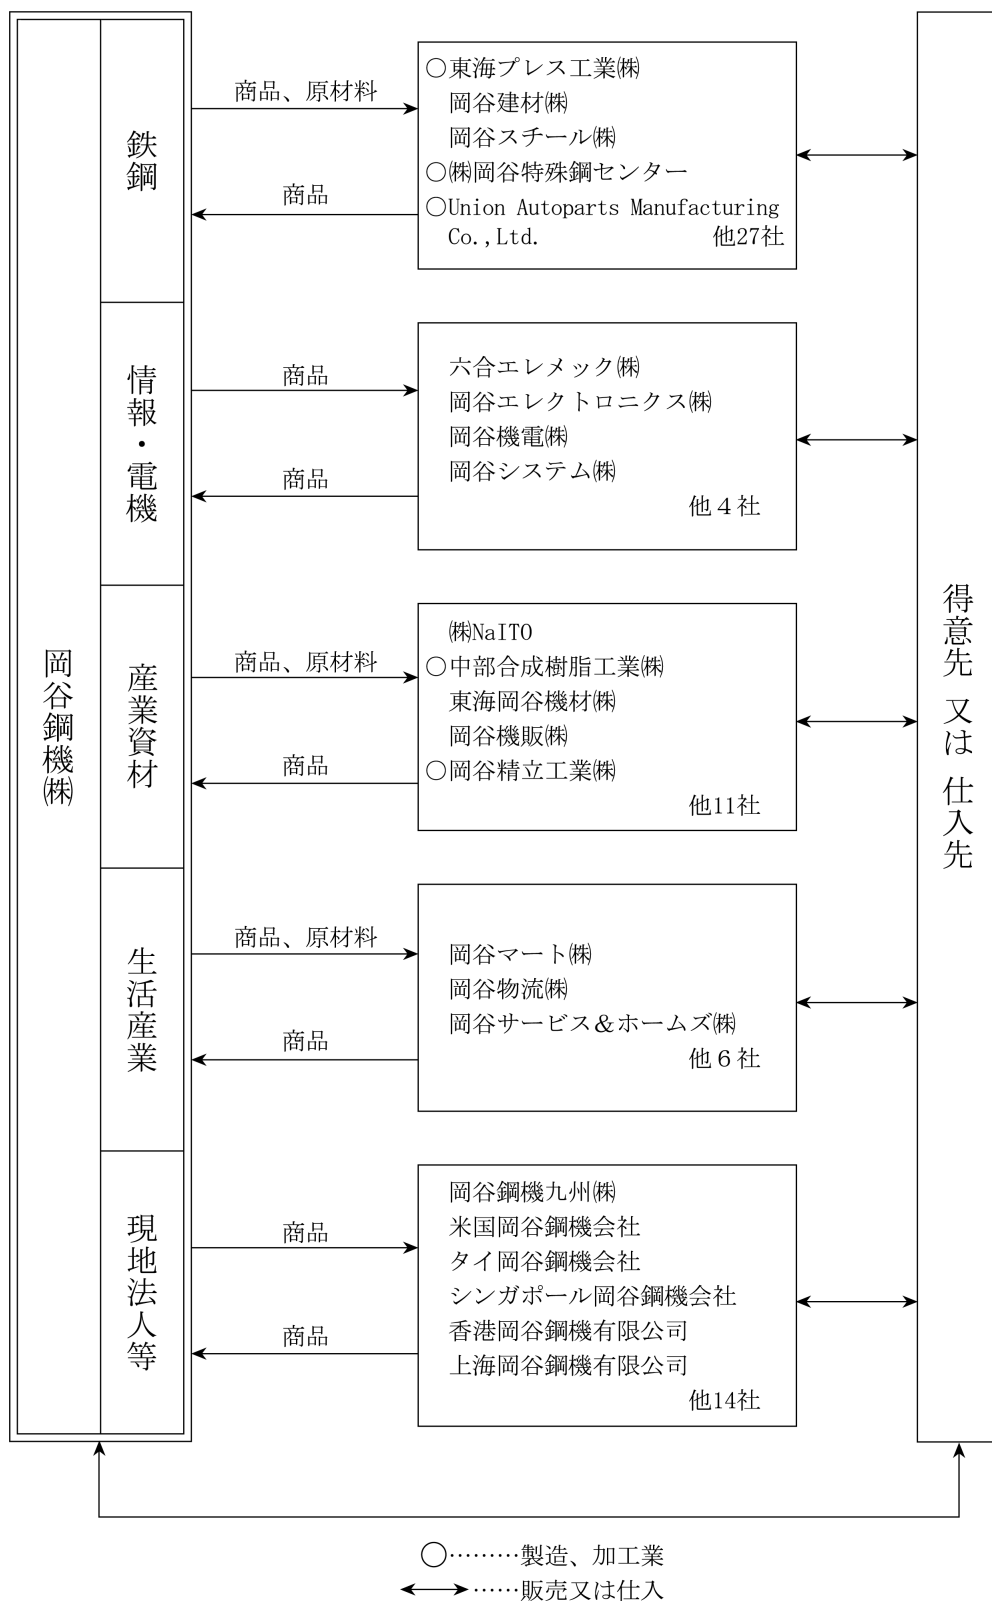 岡谷鋼機㈱
鉄鋼
商品、原材料
商品
○東海プレス工業㈱
岡谷建材㈱
岡谷スチール㈱
○㈱岡谷特殊鋼センター
○Union Autoparts Manufacturing
Co.,Ltd. 他27社
情報・電機
商品
商品
六合エレメック㈱
岡谷エレクトロニクス㈱
岡谷機電㈱
岡谷システム㈱
他４社
産業資材
商品、原材料
商品
㈱NaITO
○中部合成樹脂工業㈱
東海岡谷機材㈱
岡谷機販㈱
○岡谷精立工業㈱
他11社
生活産業
商品、原材料
商品
岡谷マート㈱
岡谷物流㈱
岡谷サービス＆ホームズ㈱
他６社
現地法人等
商品
商品
岡谷鋼機九州㈱
米国岡谷鋼機会社
タイ岡谷鋼機会社
シンガポール岡谷鋼機会社
香港岡谷鋼機有限公司
上海岡谷鋼機有限公司
他14社
得意先 又は 仕入先
○………製造、加工業
←→……販売又は仕入